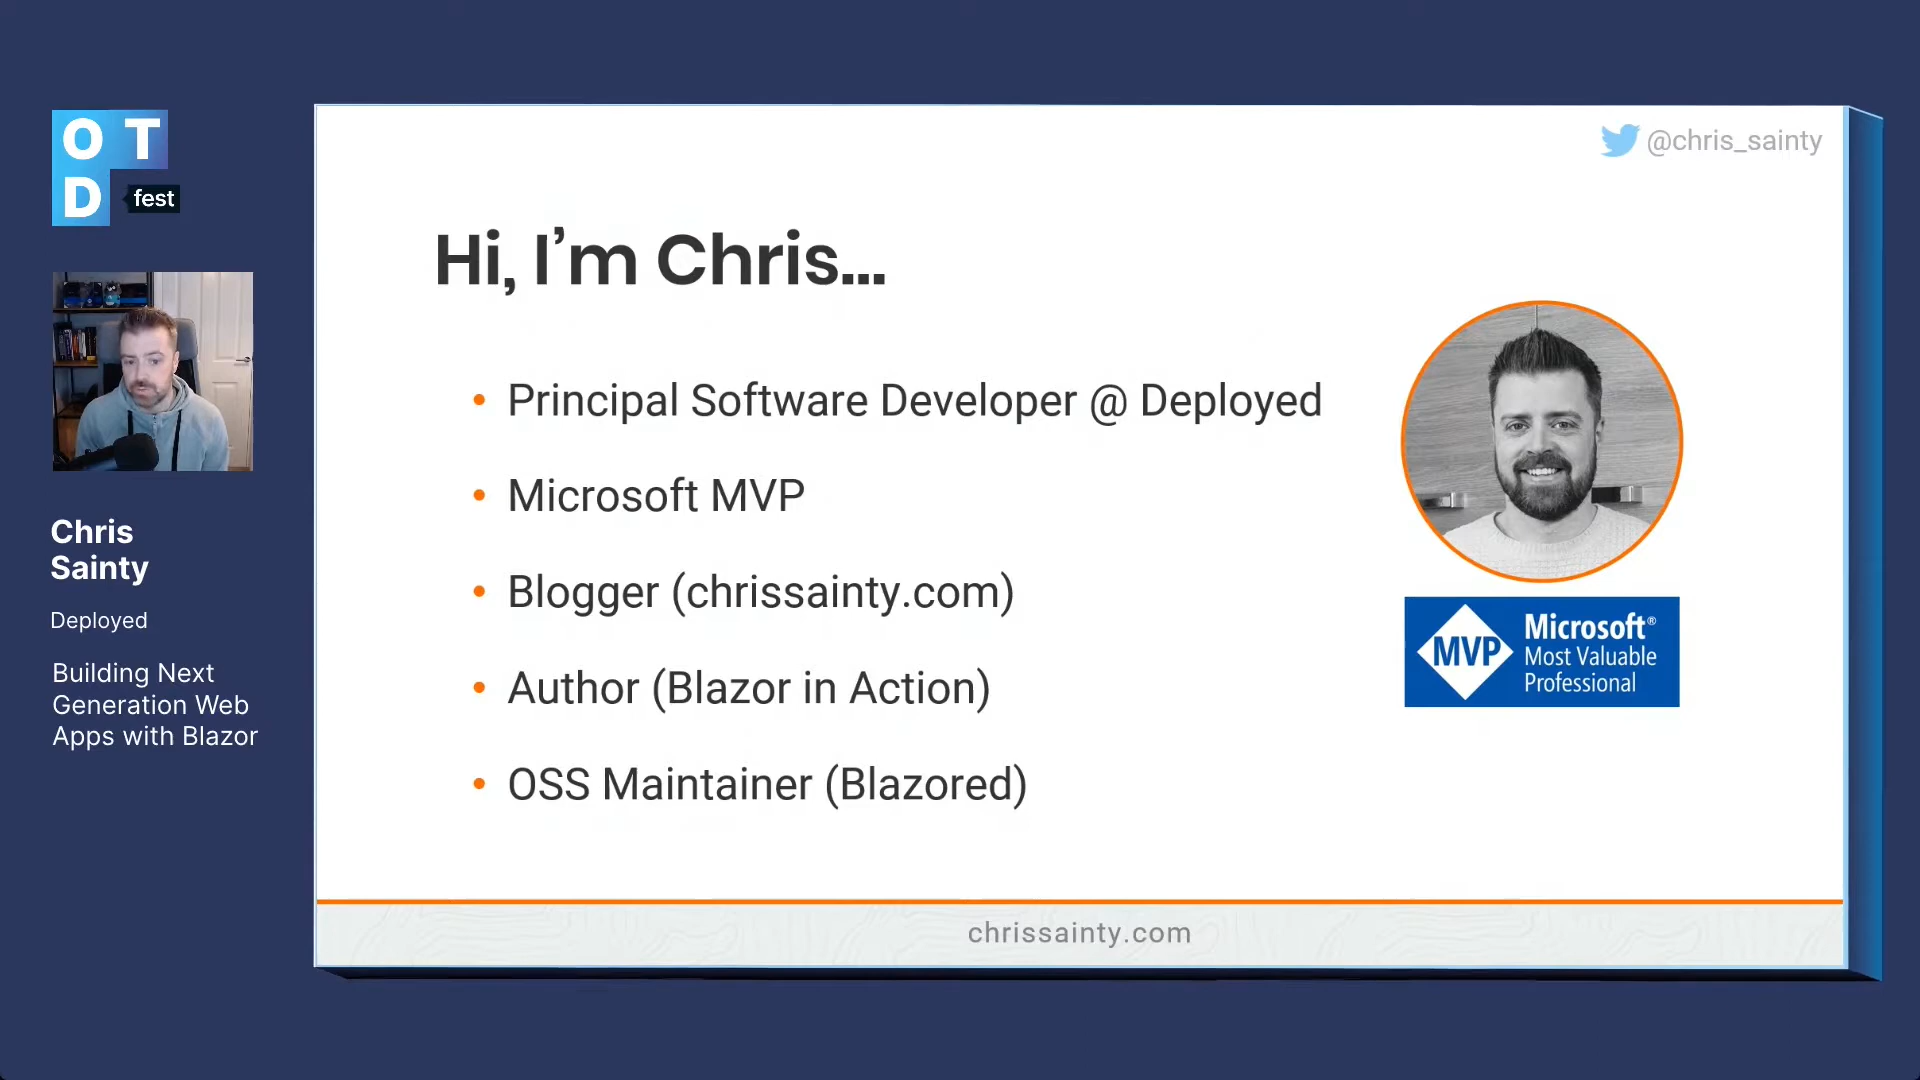 O T
D fest
Chris
Sainty
Deployed
Building Next
Generation Web
Apps with Blazor
@chris_sainty
Hi, I’m Chris...
• Principal Software Developer @ Deployed
• Microsoft MVP
• Blogger (chrissainty.com)
• Author (Blazor in Action)
• OSS Maintainer (Blazored)
MVP
Microsoft®
Most Valuable
Professional
chrissainty.com